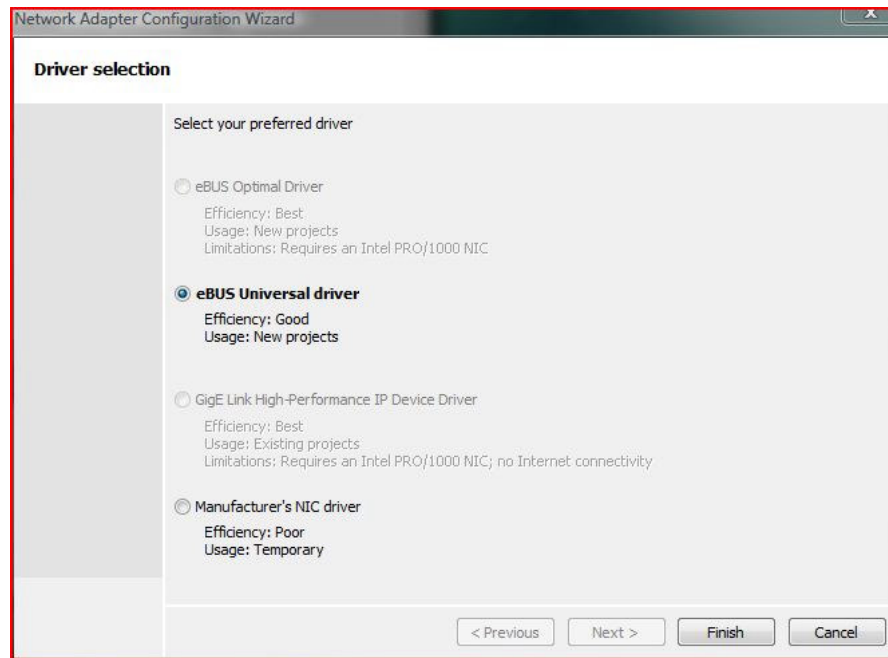 Network Adapter Configuration Wizard
X
Driver selection
Select your preferred driver
eBUS Optimal Driver
Efficiency: Best
Usage: New projects
Limitations: Requires an Intel PRO/1000 NIC
eBUS Universal driver
Efficiency: Good
Usage: New projects
GigE Link High-Performance IP Device Driver
Efficiency: Best
Usage: Existing projects
Limitations: Requires an Intel PRO/1000 NIC; no Internet connectivity
Manufacturer's NIC driver
Efficiency: Poor
Usage: Temporary
< Previous Next > Finish Cancel